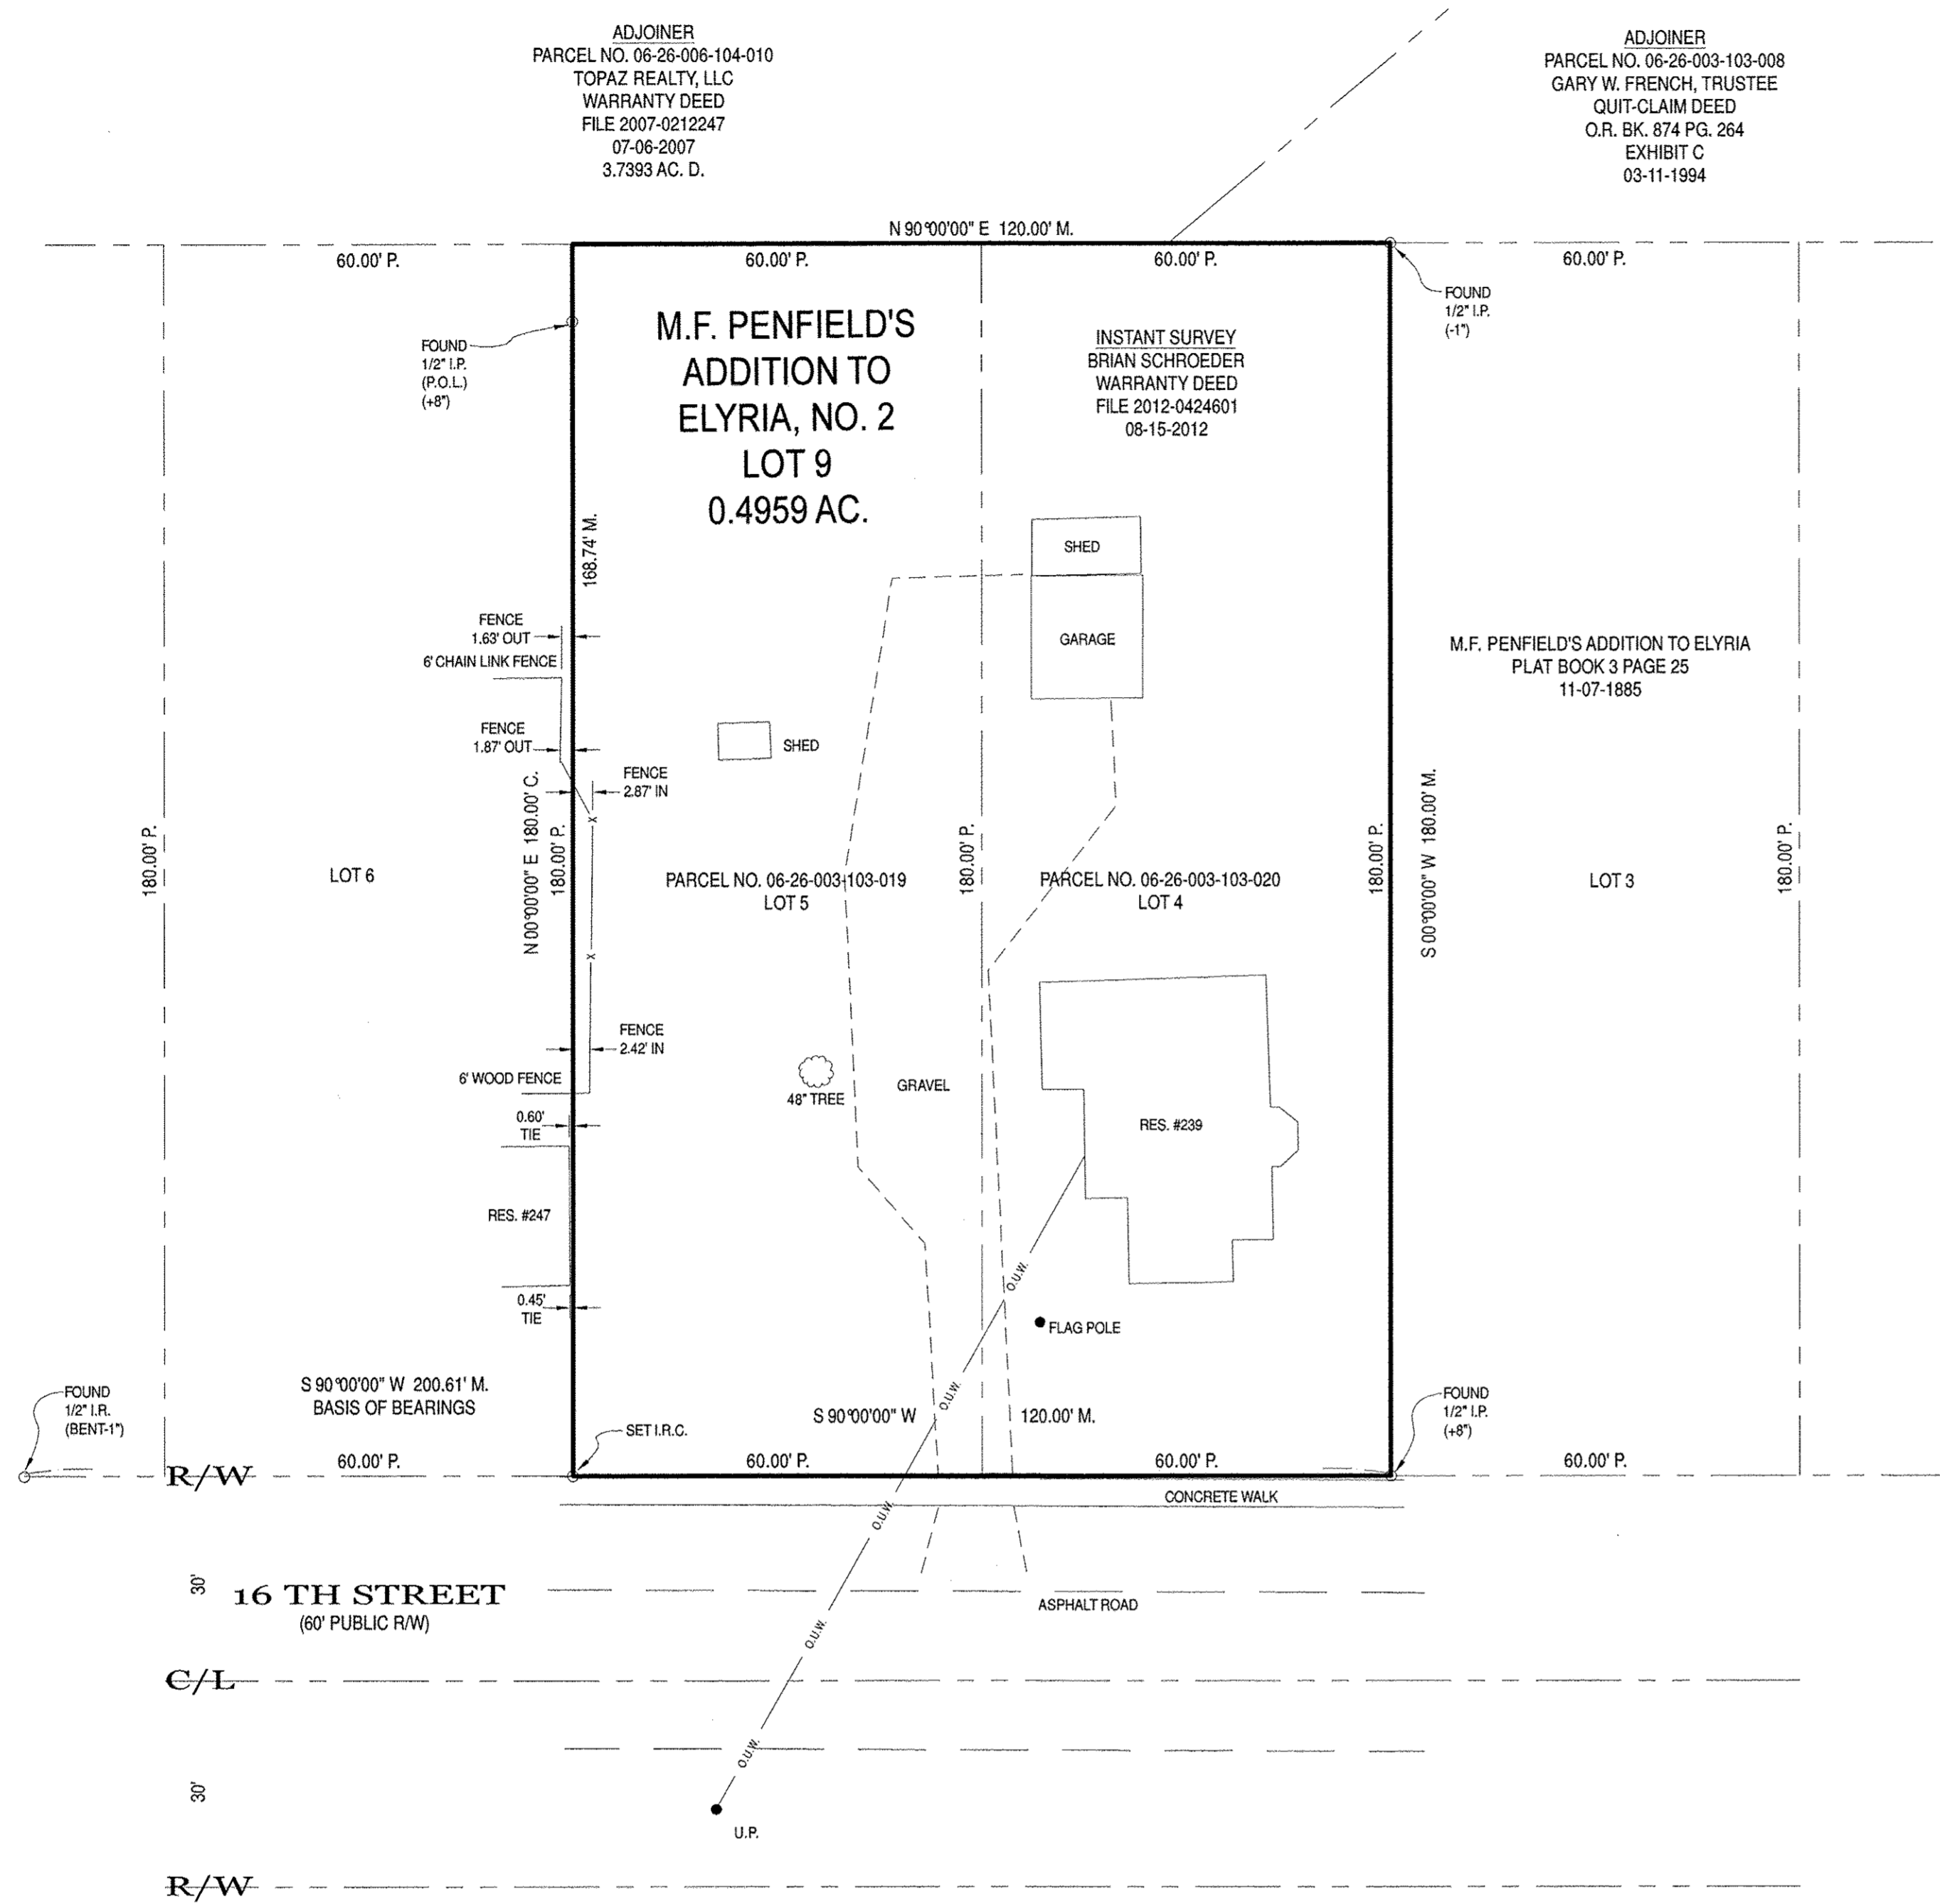 ADJOINER
PARCEL NO. 06-26-006-104-010
TOPAZ REALTY, LLC
WARRANTY DEED
FILE 2007-0212247
07-06-2007
3.7393 AC. D.
ADJOINER
PARCEL NO. 06-26-003-103-008
GARY W. FRENCH, TRUSTEE
QUIT-CLAIM DEED
O.R. BK. 874 PG. 264
EXHIBIT C
03-11-1994
N 90°00'00" E 120.00' M.
60.00' P.
60.00' P.
60.00' P.
60.00' P.
FOUND
1/2" I.P.
(-1")
FOUND
1/2" I.P.
(P.O.L.)
(+8")
M.F. PENFIELD'S
ADDITION TO
ELYRIA, NO. 2
LOT 9
0.4959 AC.
INSTANT SURVEY
BRIAN SCHROEDER
WARRANTY DEED
FILE 2012-0424601
08-15-2012
168.74' M.
SHED
GARAGE
FENCE
1.63' OUT
6' CHAIN LINK FENCE
FENCE
1.87' OUT
FENCE
2.87' IN
SHED
M.F. PENFIELD'S ADDITION TO ELYRIA
PLAT BOOK 3 PAGE 25
11-07-1885
180.00' P.
LOT 6
N 00°00'00" E 180.00' C.
180.00' P.
X
X
PARCEL NO. 06-26-003-103-019
LOT 5
180.00' P.
PARCEL NO. 06-26-003-103-020
LOT 4
180.00' P.
S 00°00'00" W 180.00' M.
LOT 3
180.00' P.
FENCE
2.42' IN
6' WOOD FENCE
48" TREE
GRAVEL
0.60'
TIE
RES. #239
RES. #247
0.45'
TIE
O.U.W.
FLAG POLE
FOUND
1/2" I.R.
(BENT-1")
S 90°00'00" W 200.61' M.
BASIS OF BEARINGS
SET I.R.C.
O.U.W.
S 90°00'00" W
120.00' M.
FOUND
1/2" I.P.
(+8")
R/W
60.00' P.
60.00' P.
60.00' P.
60.00' P.
CONCRETE WALK
O.U.W.
30'
16 TH STREET
(60' PUBLIC R/W)
ASPHALT ROAD
O.U.W.
C/L
O.U.W.
30'
U.P.
R/W